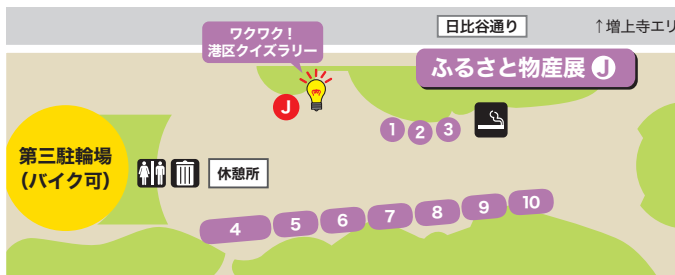 日比谷通り
↑増上寺エリ
ワクワク！
港区クイズラリー
ふるさと物産展 J
J
1
2
3
第三駐輪場
（バイク可）
休憩所
4
5
6
7
8
9
10